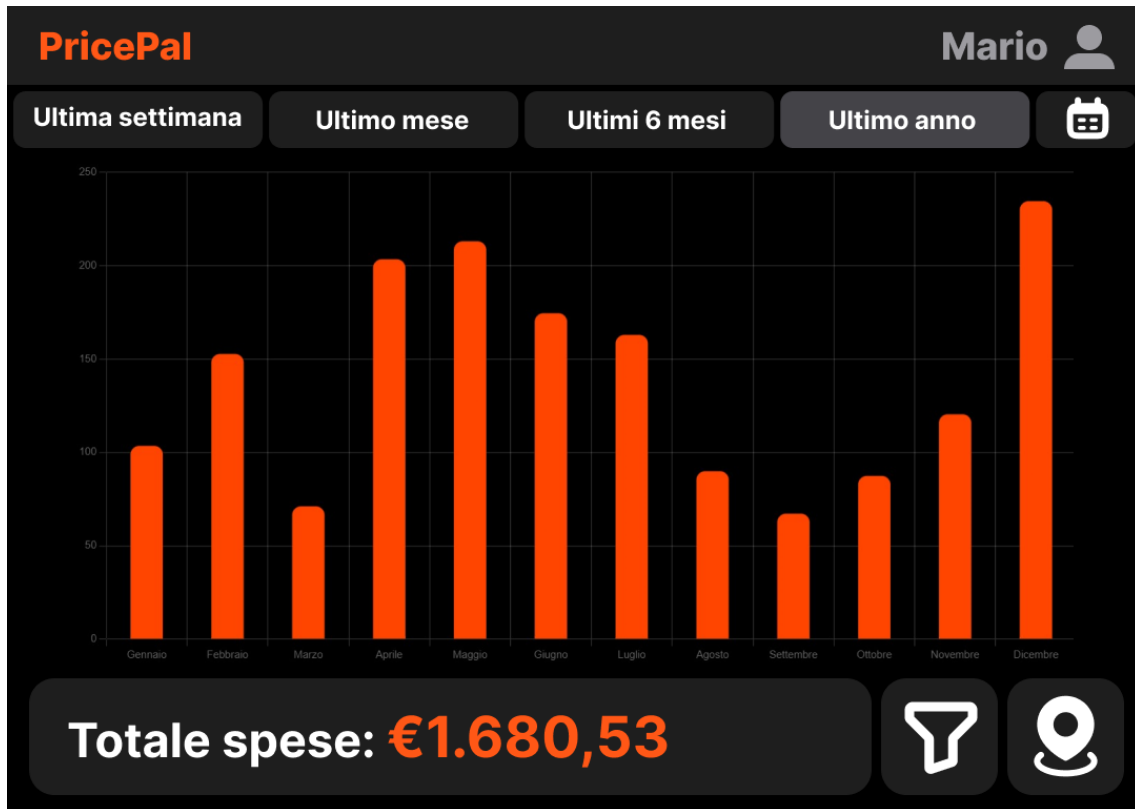 PricePal
Mario
Ultima settimana
Ultimo mese
Ultimi 6 mesi
Ultimo anno
250
200
150
100
50
0
Gennaio
Febbraio
Marzo
Aprile
Maggio
Giugno
Luglio
Agosto
Settembre
Ottobre
Novembre
Dicembre
Totale spese: €1.680,53